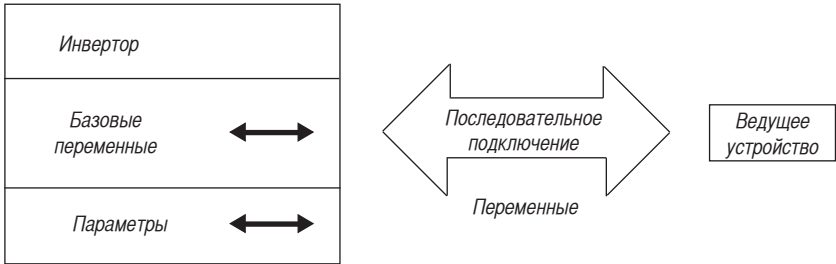 Инвертор
Базовые
переменные
Параметры
Последовательное
подключение
Переменные
Ведущее
устройство